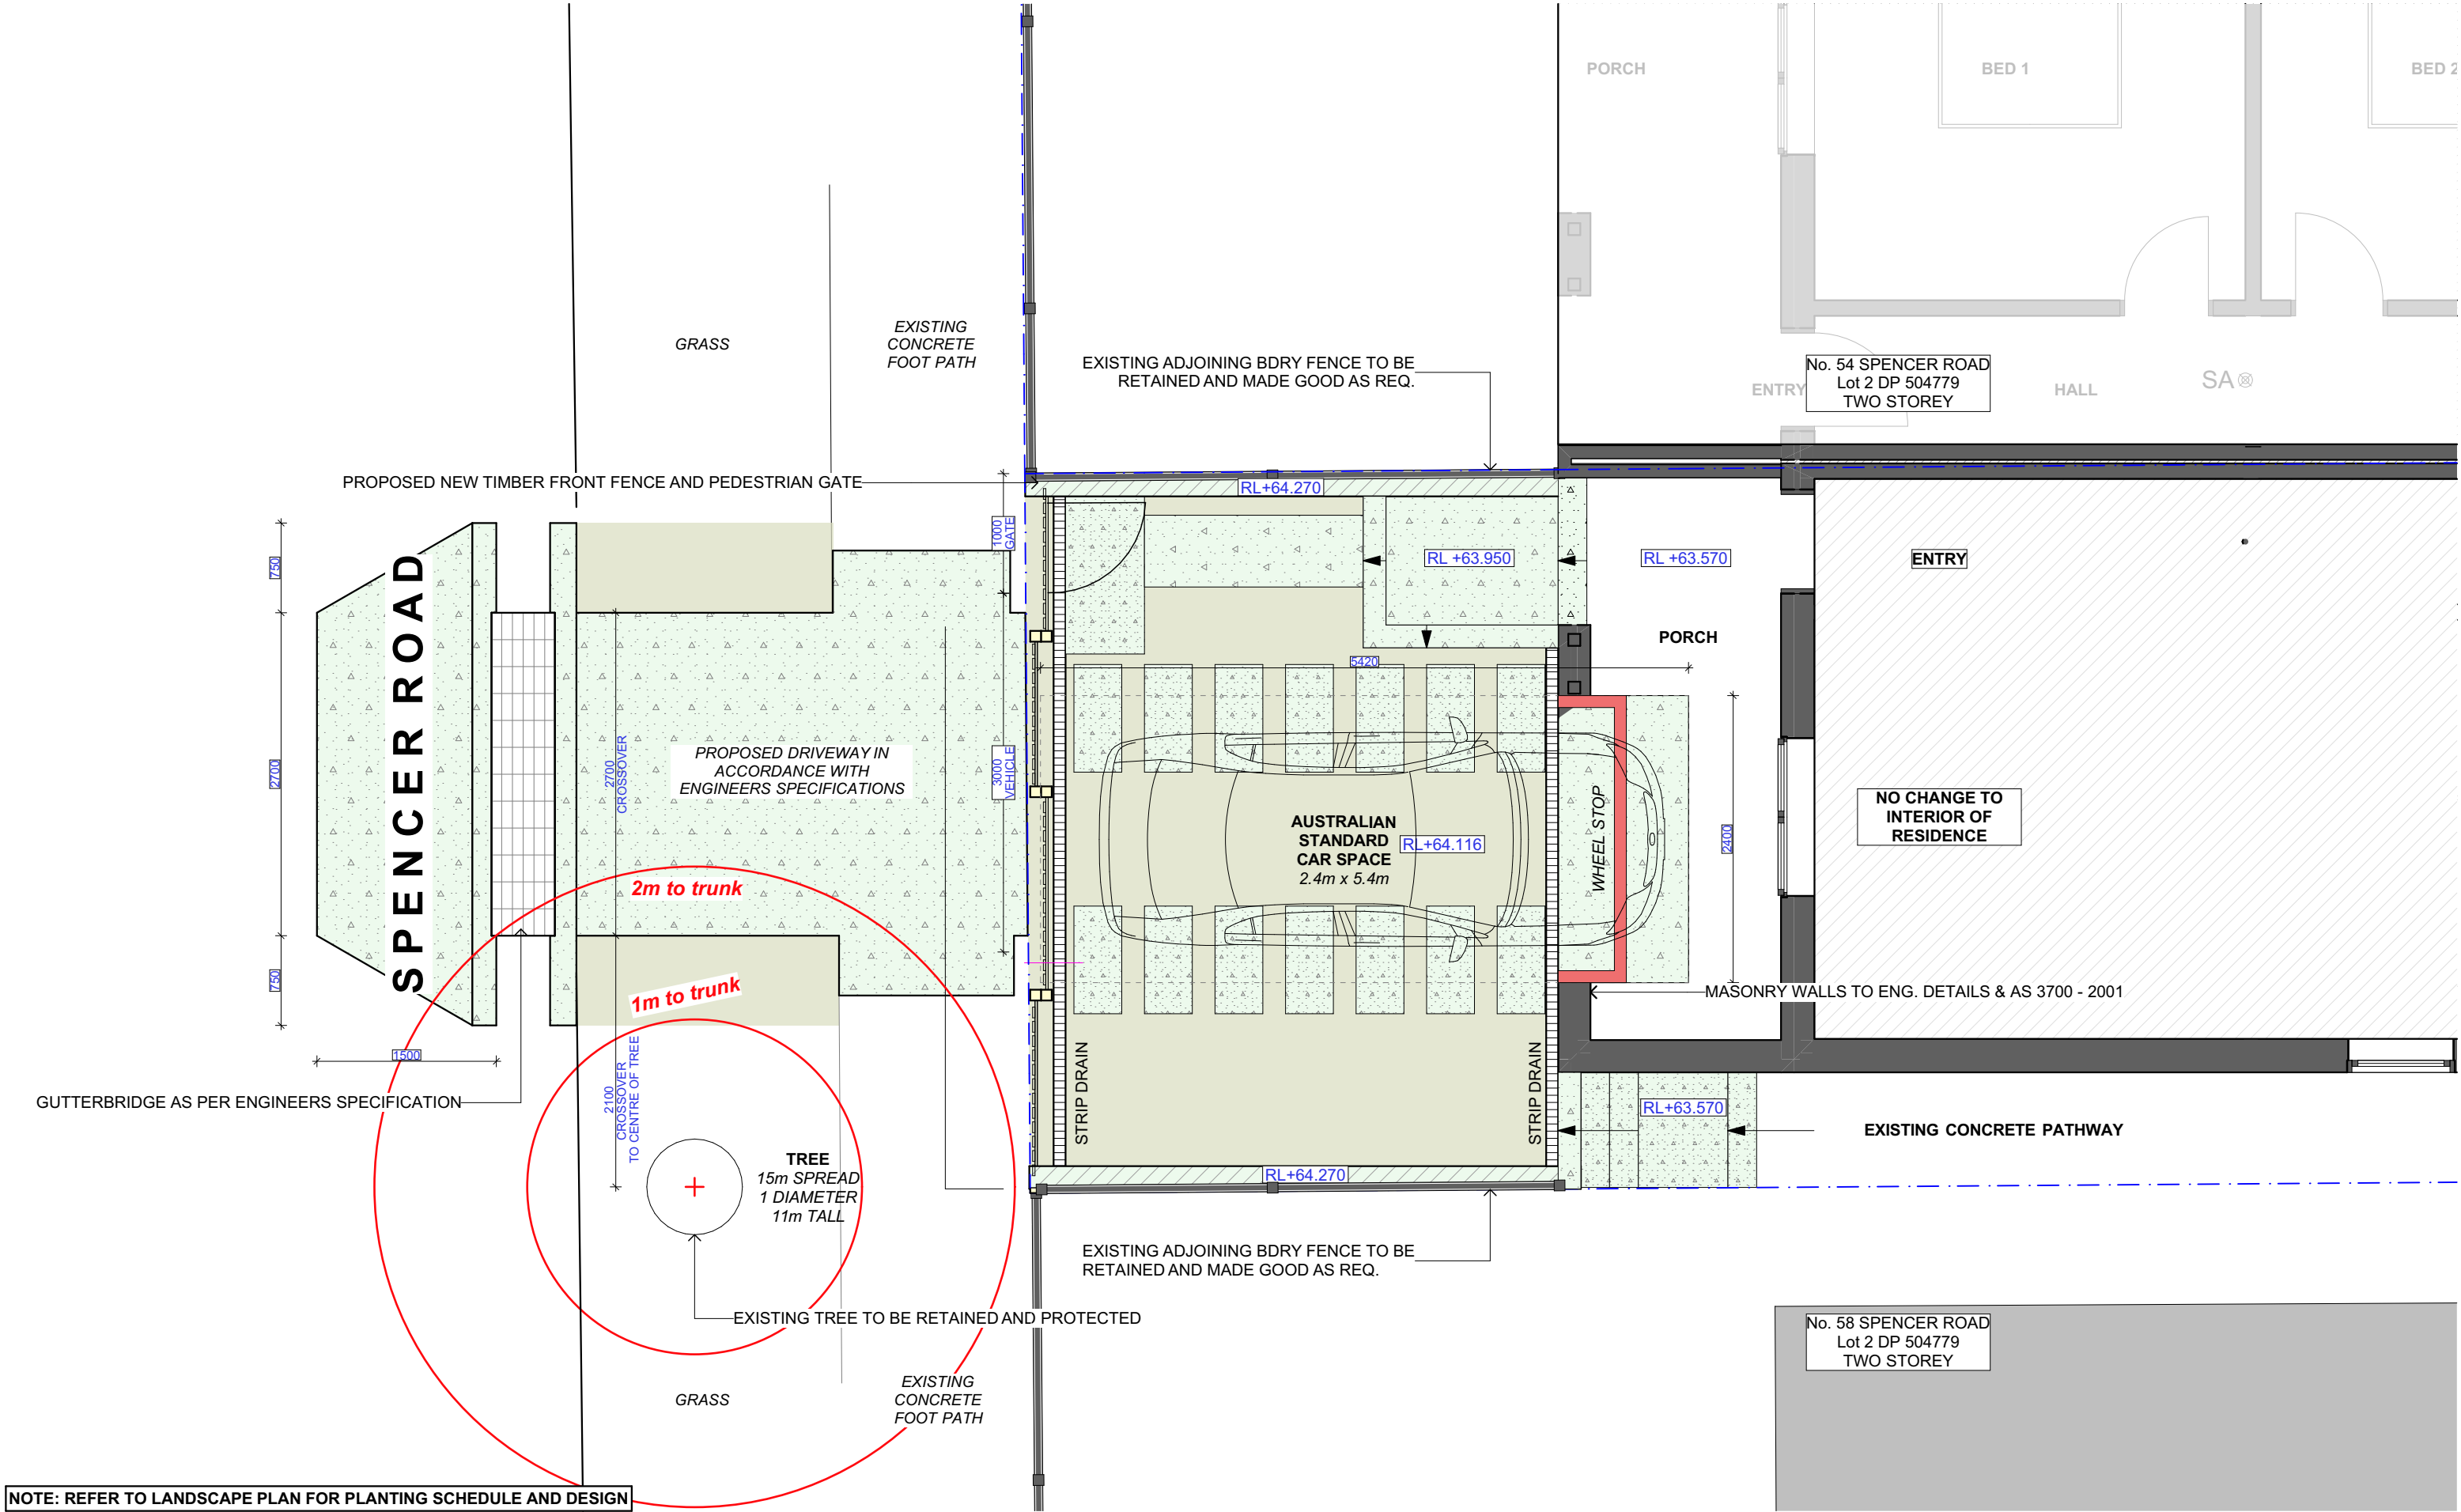 PORCH
BED 1
BED 2
GRASS
EXISTING
CONCRETE
FOOT PATH
EXISTING ADJOINING BDRY FENCE TO BE
RETAINED AND MADE GOOD AS REQ.
No. 54 SPENCER ROAD
Lot 2 DP 504779
TWO STOREY
ENTRY
HALL
SA
PROPOSED NEW TIMBER FRONT FENCE AND PEDESTRIAN GATE
RL+64.270
1000
GATE
RL +63.950
RL +63.570
ENTRY
750
SPENCER ROAD
PORCH
5420
2700
2700
CROSSOVER
PROPOSED DRIVEWAY IN
ACCORDANCE WITH
ENGINEERS SPECIFICATIONS
3000
VEHICLE
AUSTRALIAN
STANDARD
CAR SPACE
2.4m x 5.4m
RL+64.116
WHEEL STOP
2400
NO CHANGE TO
INTERIOR OF
RESIDENCE
2m to trunk
1m to trunk
750
MASONRY WALLS TO ENG. DETAILS & AS 3700 - 2001
1500
2100
CROSSOVER
TO CENTRE OF TREE
STRIP DRAIN
STRIP DRAIN
GUTTERBRIDGE AS PER ENGINEERS SPECIFICATION
RL+63.570
EXISTING CONCRETE PATHWAY
TREE
15m SPREAD
1 DIAMETER
11m TALL
RL+64.270
EXISTING ADJOINING BDRY FENCE TO BE
RETAINED AND MADE GOOD AS REQ.
EXISTING TREE TO BE RETAINED AND PROTECTED
No. 58 SPENCER ROAD
Lot 2 DP 504779
TWO STOREY
GRASS
EXISTING
CONCRETE
FOOT PATH
NOTE: REFER TO LANDSCAPE PLAN FOR PLANTING SCHEDULE AND DESIGN